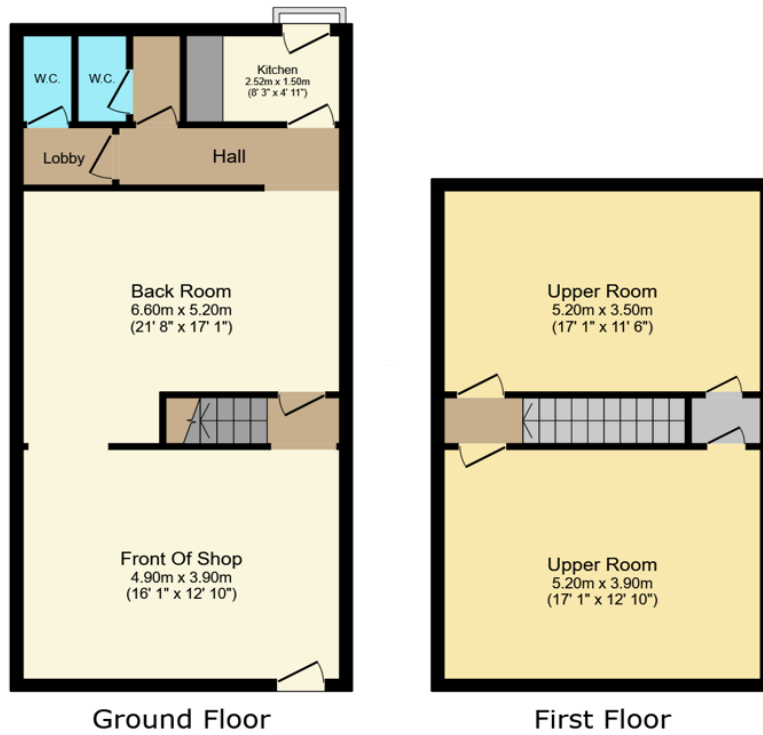 W.C.
W.C.
Kitchen
2.52m x 1.50m
(8' 3" x 4' 11")
Lobby
Hall
Back Room
6.60m x 5.20m
(21' 8" x 17' 1")
Front Of Shop
4.90m x 3.90m
(16' 1" x 12' 10")
Ground Floor
Upper Room
5.20m x 3.50m
(17' 1" x 11' 6")
Upper Room
5.20m x 3.90m
(17' 1" x 12' 10")
First Floor